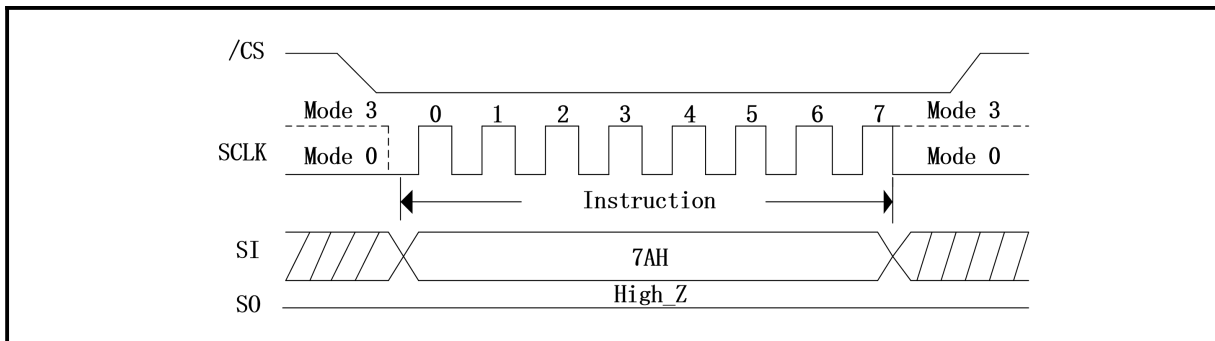 /CS
Mode 3 0 1 2 3 4 5 6 7 Mode 3
SCLK Mode 0 Mode 0
Instruction
SI 7AH
SO High_Z